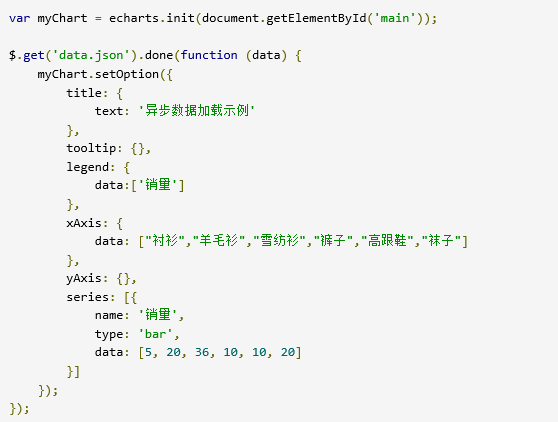 var myChart = echarts.init(document.getElementById('main'));
$.get('data.json').done(function (data) {
myChart.setOption({
title: {
text: '异步数据加载示例'
},
tooltip: {},
legend: {
data:['销量']
},
xAxis: {
data: ["衬衫","羊毛衫","雪纺衫","裤子","高跟鞋","袜子"]
},
yAxis: {},
series: [{
name: '销量',
type: 'bar',
data: [5, 20, 36, 10, 10, 20]
}]
});
});